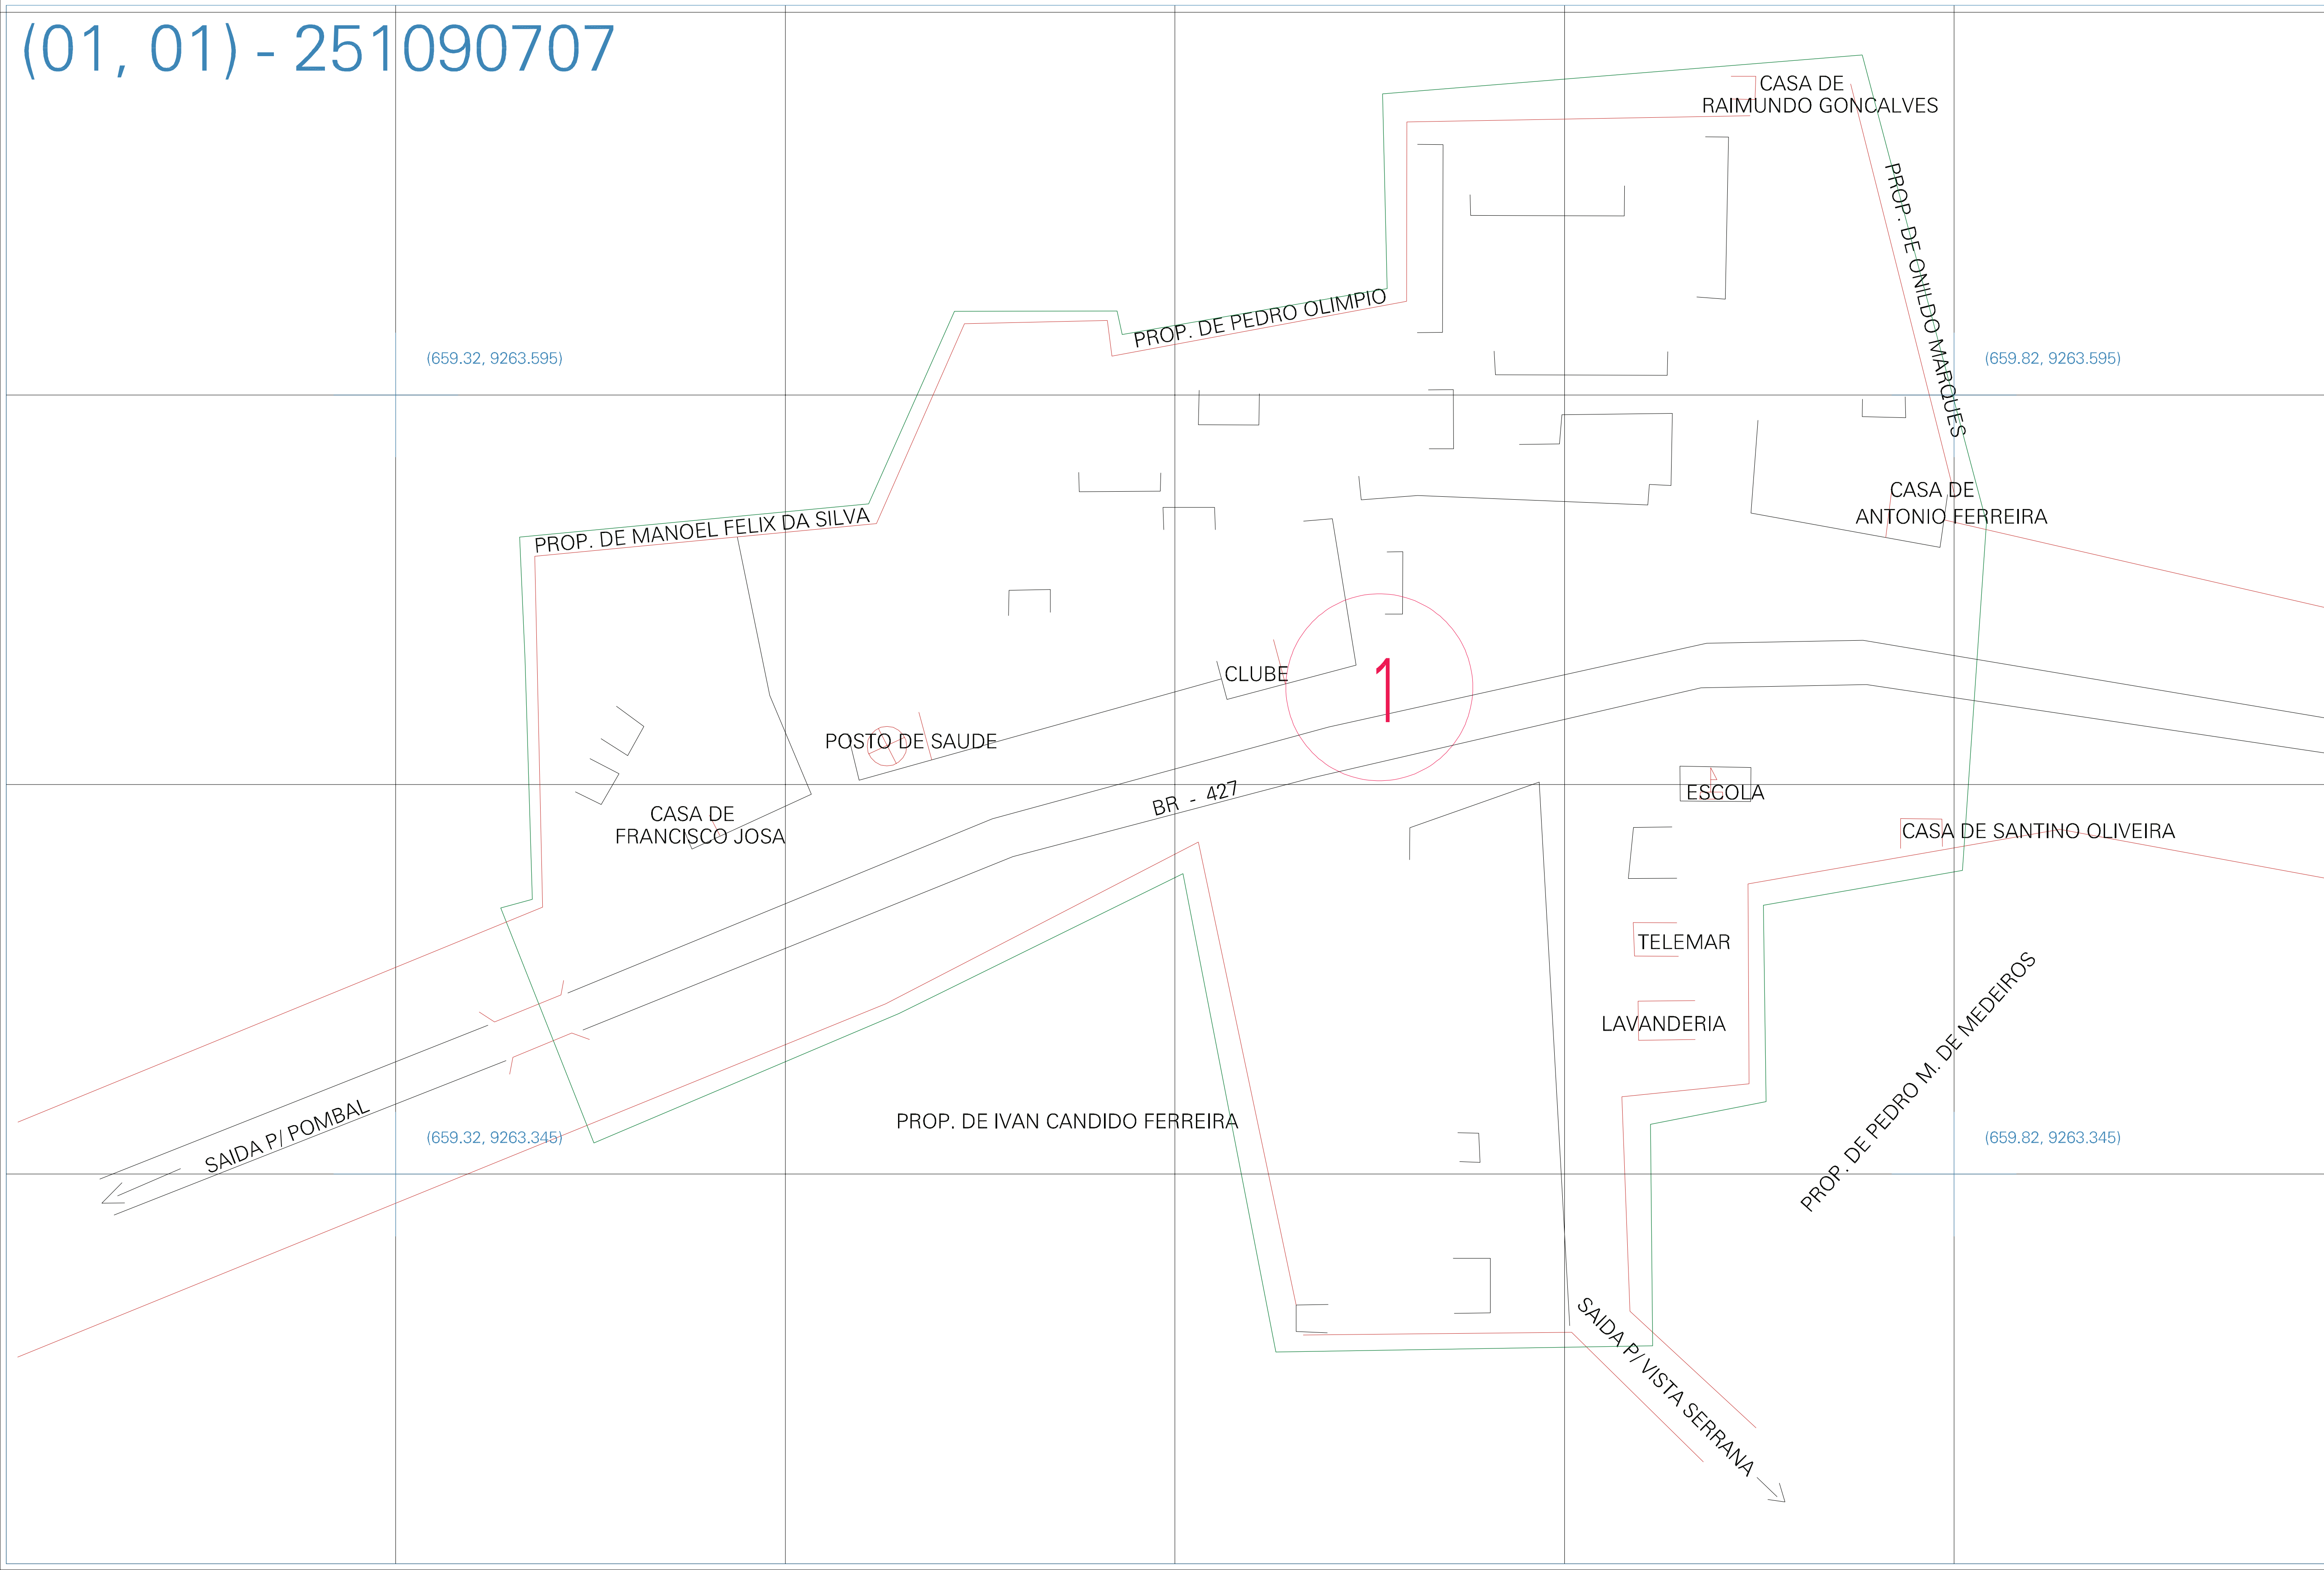 (01, 01) - 251090707
CASA DE
RAIMUNDO GONCALVES
PROP. DE ONILDO MARQUES
PROP. DE PEDRO OLIMPIO
(659.32, 9263.595)
(659.82, 9263.595)
PROP. DE MANOEL FELIX DA SILVA
CASA DE
ANTONIO FERREIRA
CLUBE
1
POSTO DE SAUDE
BR - 427
ESCOLA
CASA DE
FRANCISCO JOSA
CASA DE SANTINO OLIVEIRA
TELEMAR
LAVANDERIA
PROP. DE PEDRO M. DE MEDEIROS
SAIDA P/ POMBAL
PROP. DE IVAN CANDIDO FERREIRA
(659.32, 9263.345)
(659.82, 9263.345)
SAIDA P/ VISTA SERRANA